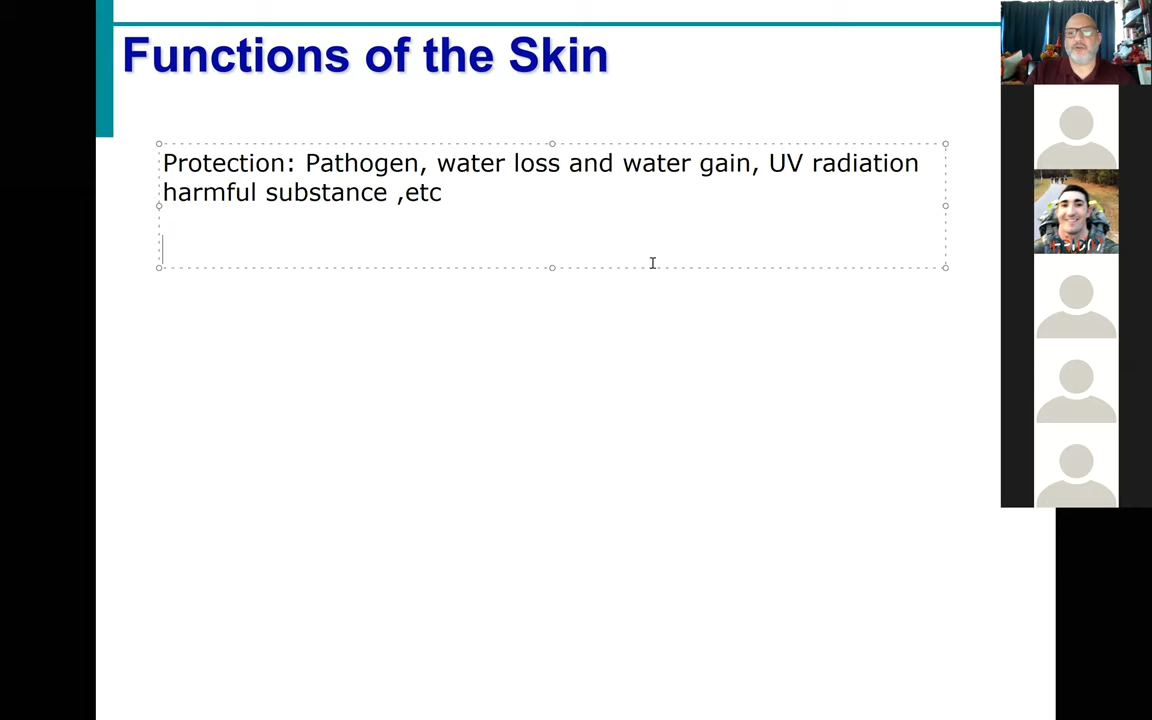 Functions of the Skin
Protection: Pathogen, water loss and water gain, UV radiation
harmful substance ,etc